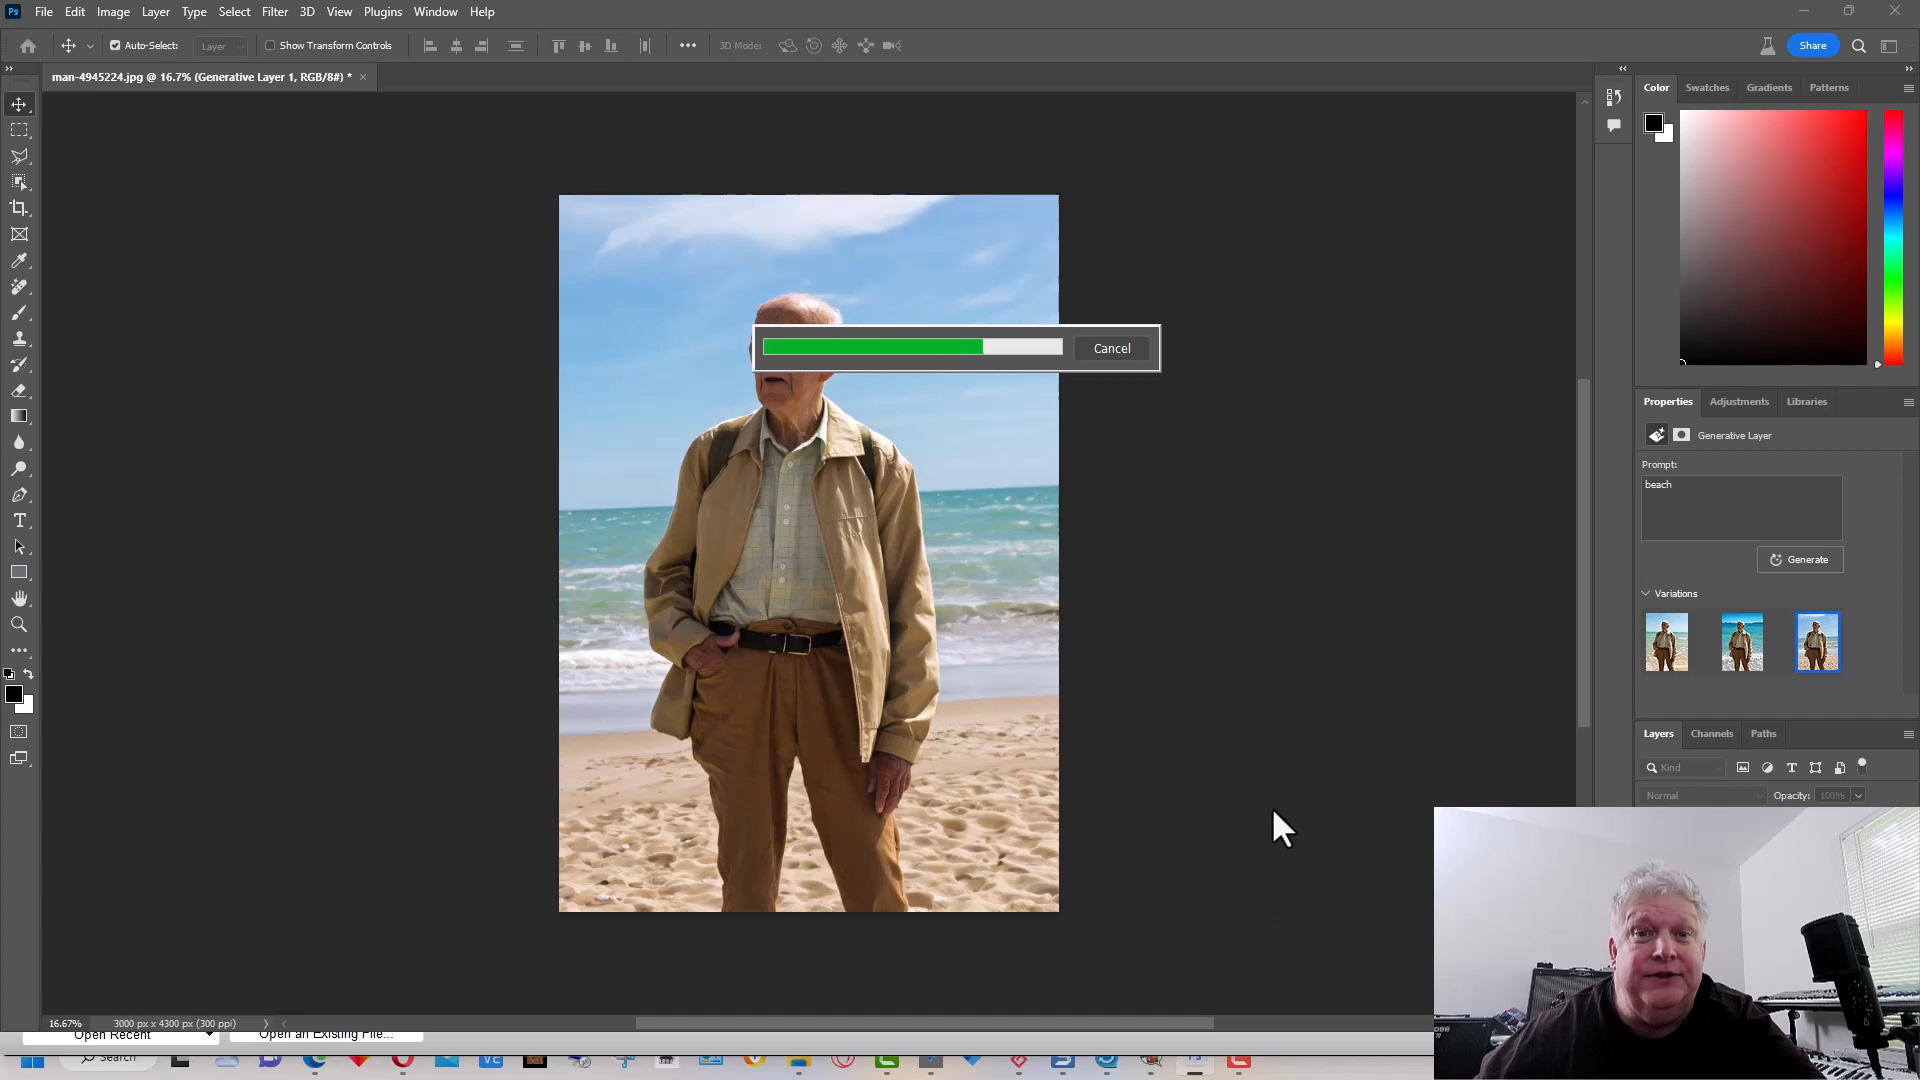 Ps File Edit Image Layer Type Select Filter 3D View Plugins Window Help
Auto-Select: Layer Show Transform Controls 3D Mode: Share
man-4945224.jpg @ 16.7% (Generative Layer 1, RGB/8#) *
Color Swatches Gradients Patterns
Cancel
Properties Adjustments Libraries
Generative Layer
Prompt:
beach
Generate
Variations
Layers Channels Paths
Kind
Normal Opacity: 100%
16.67% 3000 px x 4300 px (300 ppi)
Open Recent Open an Existing File...
Search